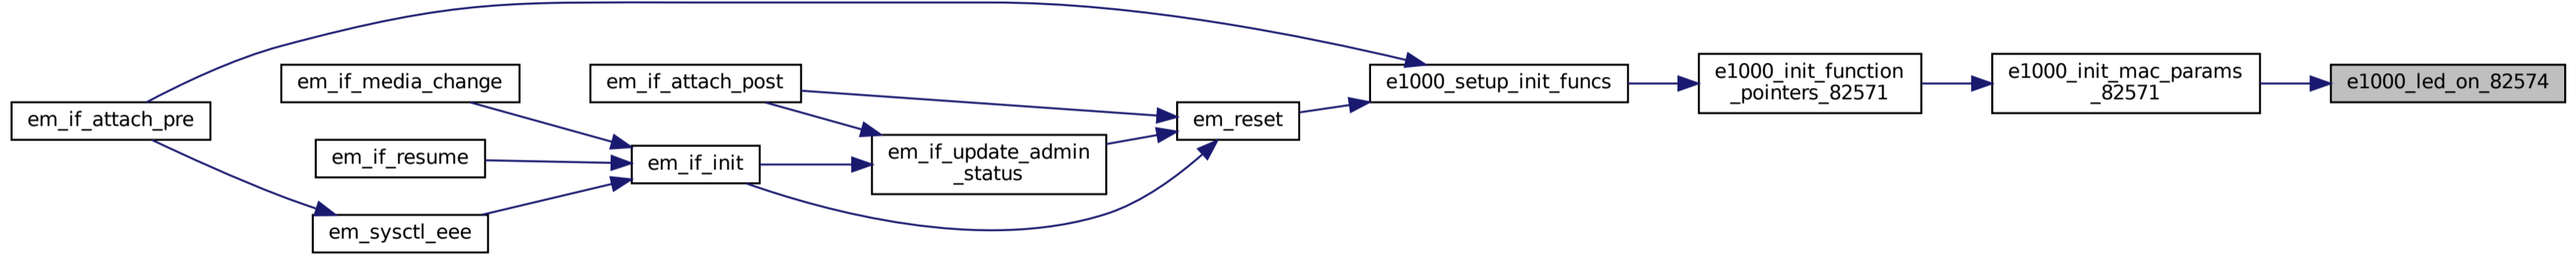 em_if_attach_pre
em_if_media_change
em_if_resume
em_sysctl_eee
em_if_attach_post
em_if_init
em_if_update_admin
_status
em_reset
e1000_setup_init_funcs
e1000_init_function
_pointers_82571
e1000_init_mac_params
_82571
e1000_led_on_82574